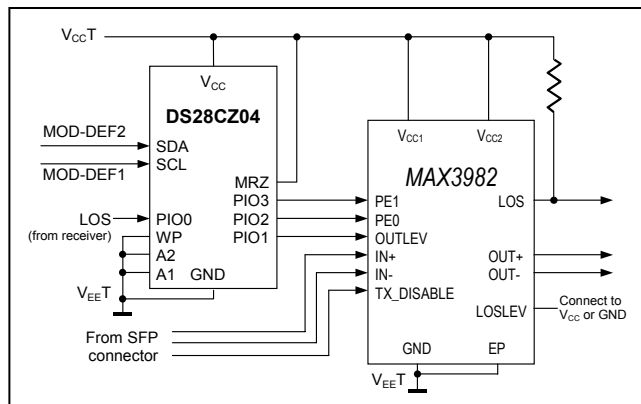 VCCT
VCC
DS28CZ04
MOD-DEF2
SDA
MOD-DEF1
SCL
MRZ
PIO3
LOS
(from receiver)
PIO0
PIO2
WP
PIO1
A2
A1
GND
VEET
From SFP
connector
VCC1
VCC2
MAX3982
PE1
LOS
PE0
OUTLEV
IN+
OUT+
IN-
OUT-
TX_DISABLE
LOSLEV
Connect to
VCC or GND
GND
EP
VEET